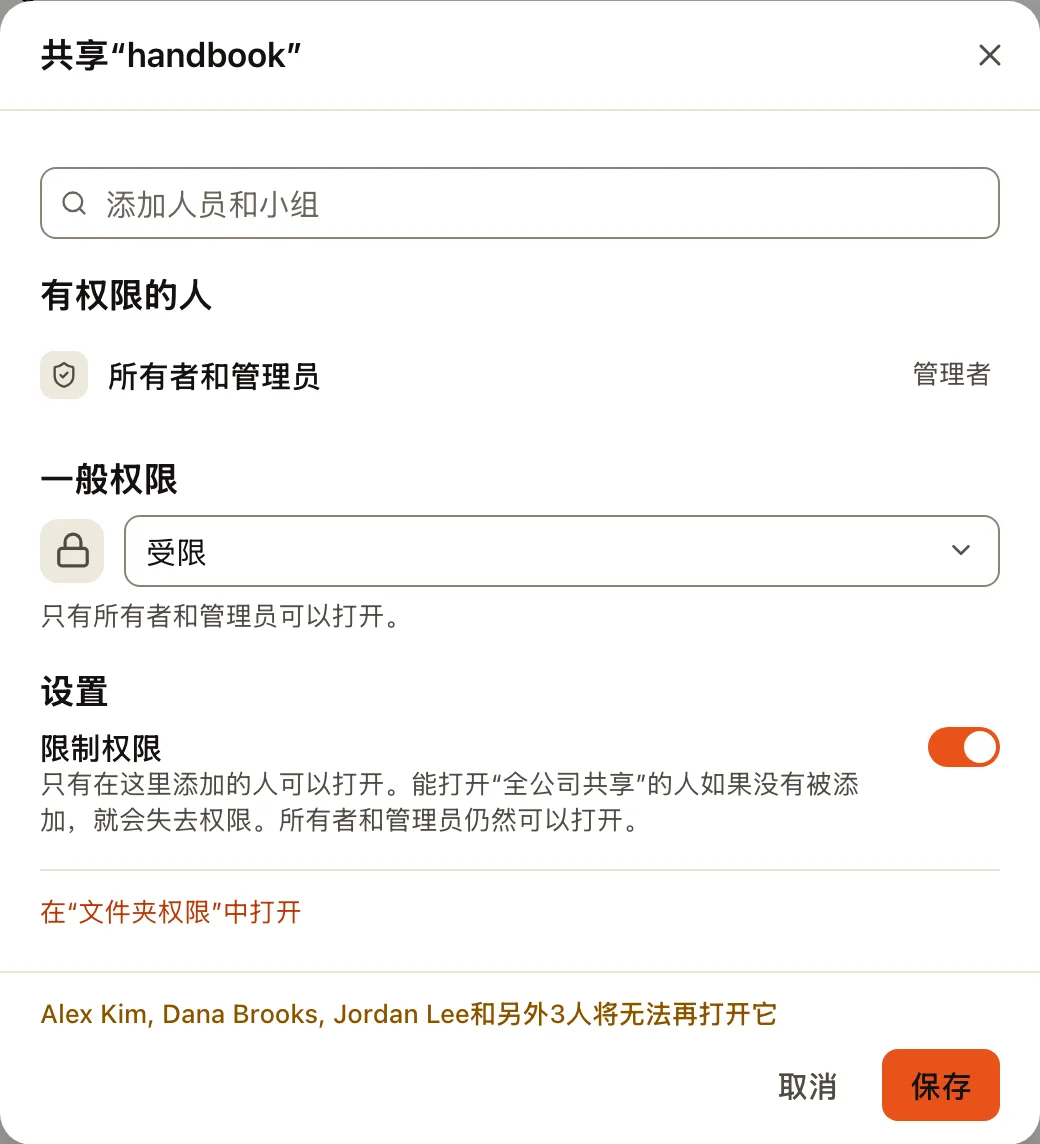 共享“handbook”
添加人员和小组
有权限的人
所有者和管理员
管理者
一般权限
受限
只有所有者和管理员可以打开。
设置
限制权限
只有在这里添加的人可以打开。能打开“全公司共享”的人如果没有被添
加，就会失去权限。所有者和管理员仍然可以打开。
在“文件夹权限”中打开
Alex Kim, Dana Brooks, Jordan Lee和另外3人将无法再打开它
取消
保存